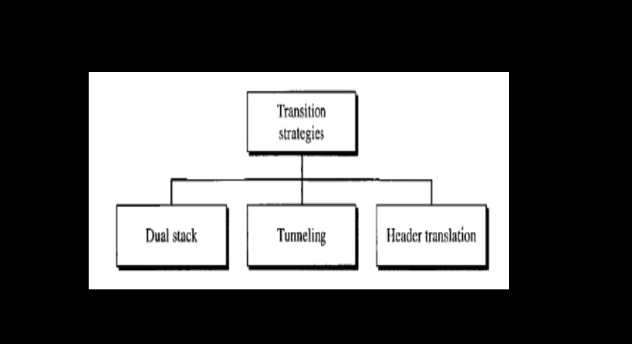 Transition
strategies
Dual stack
Tunneling
Header translation